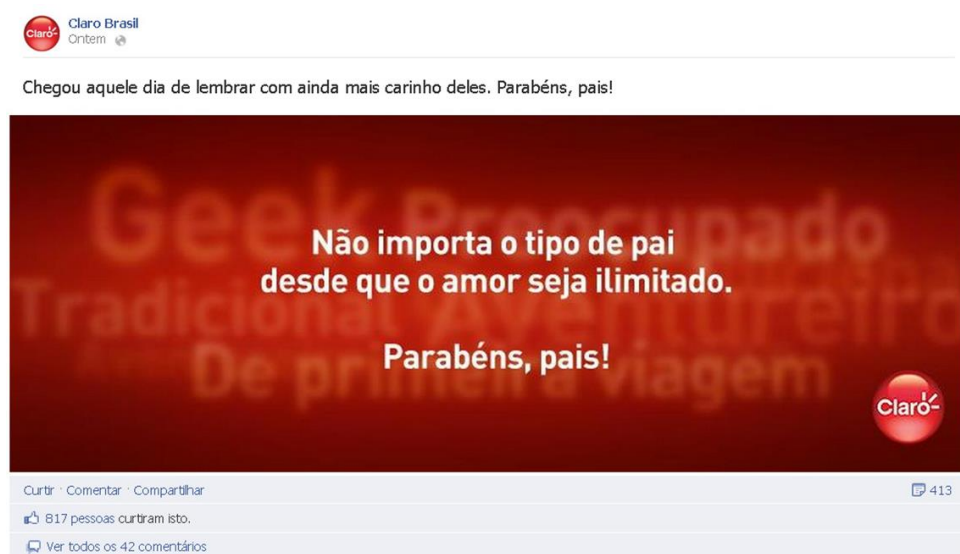 Claro
Claro Brasil
Ontem
Chegou aquele dia de lembrar com ainda mais carinho deles. Parabéns, pais!
Geek Preocupado
Não importa o tipo de pai
desde que o amor seja ilimitado.
Tradicional Aventureiro
Parabéns, pais!
De primeira viagem
Claro
Curtir · Comentar · Compartilhar
413
817 pessoas curtiram isto.
Ver todos os 42 comentários